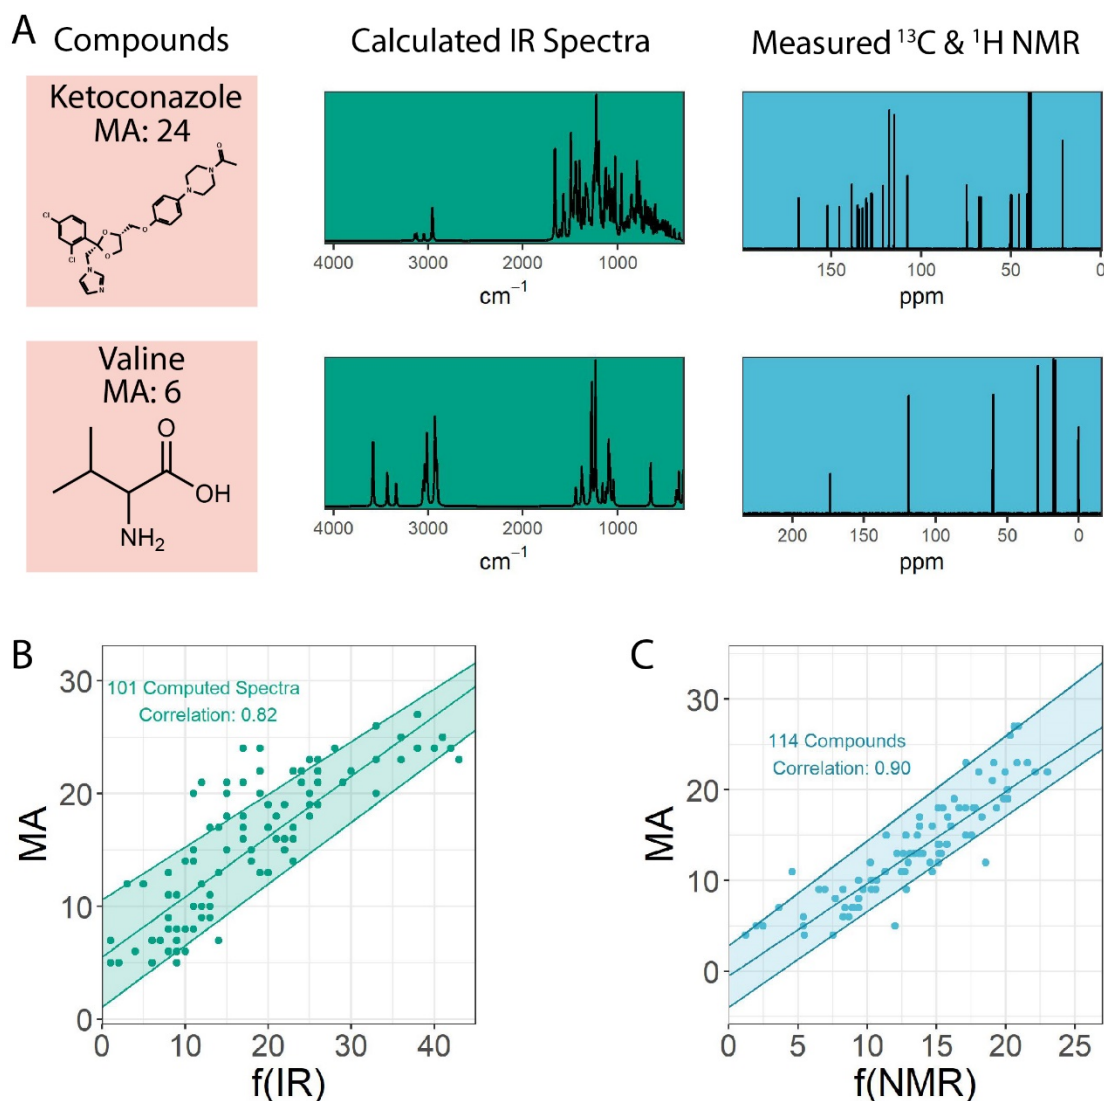 A
Compounds
Calculated IR Spectra
Measured ¹³C & ¹H NMR
Ketoconazole
MA: 24
O
N
N
Cl
O
O
O
Cl
N
N
4000 3000 2000 1000
cm⁻¹
150 100 50 0
ppm
Valine
MA: 6
O
OH
NH₂
4000 3000 2000 1000
cm⁻¹
200 150 100 50 0
ppm
B
101 Computed Spectra
Correlation: 0.82
MA
30
20
10
0
0 10 20 30 40
f(IR)
C
114 Compounds
Correlation: 0.90
MA
30
20
10
0
0 5 10 15 20 25
f(NMR)